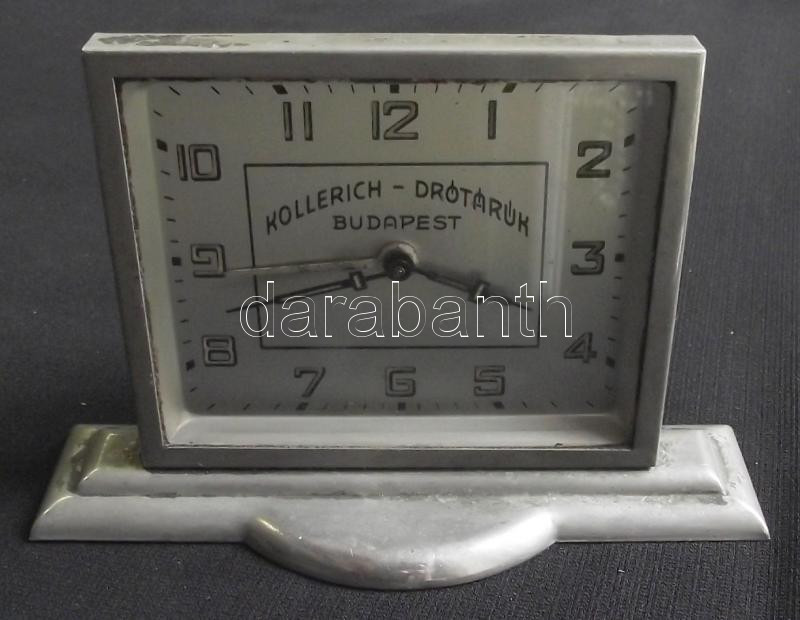 11 12 1
10 2
KOLLERICH - DRÓTÁRÚK
BUDAPEST
9 3
darabanth
8 4
7 6 5